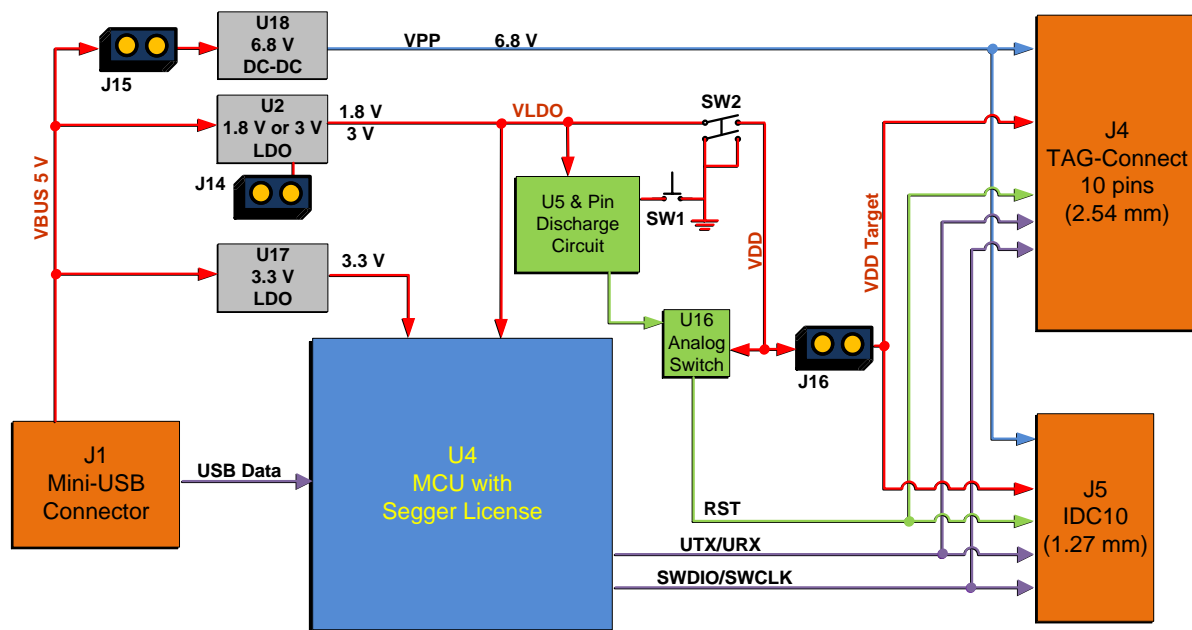 U18
6.8 V
DC-DC
J15
VPP 6.8 V
U2
1.8 V or 3 V
LDO
1.8 V
3 V
VLDO
SW2
J14
VBUS 5 V
U5 & Pin
Discharge
Circuit
SW1
VDD
VDD Target
J4
TAG-Connect
10 pins
(2.54 mm)
U17
3.3 V
LDO
3.3 V
U16
Analog
Switch
J16
J1
Mini-USB
Connector
USB Data
U4
MCU with
Segger License
RST
UTX/URX
SWDIO/SWCLK
J5
IDC10
(1.27 mm)